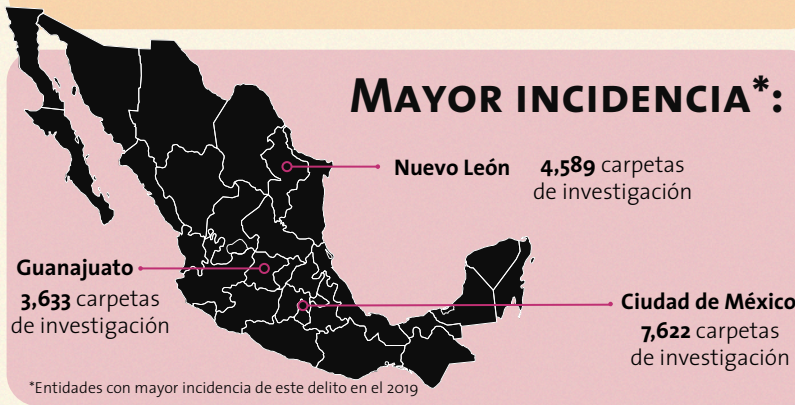 MAYOR INCIDENCIA*:
Nuevo León 4,589 carpetas
de investigación
Guanajuato
3,633 carpetas
de investigación
Ciudad de México
7,622 carpetas
de investigación
*Entidades con mayor incidencia de este delito en el 2019